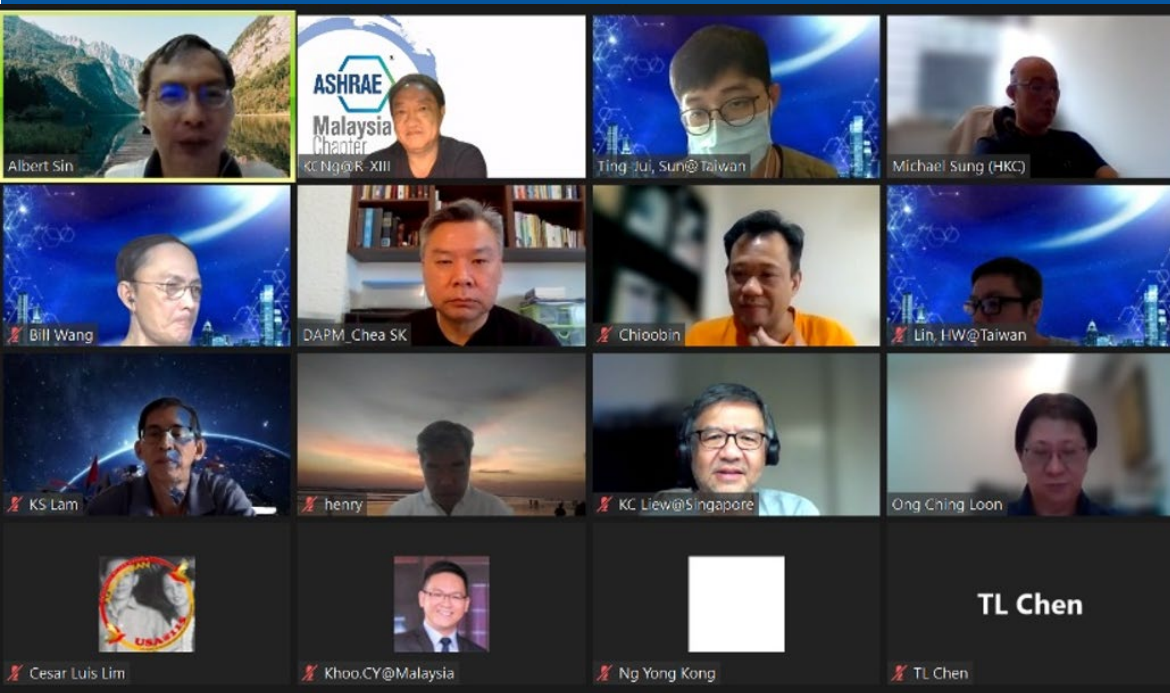 ASHRAE
Malaysia
Chapter
Albert Sin
KC Ng@R-XIII
Ting-Jui, Sun@Taiwan
Michael Sung (HKC)
Bill Wang
DAPM_Chea SK
Chioobin
Lin, HW@Taiwan
KS Lam
henry
KC Liew@Singapore
Ong Ching Loon
USA
TL Chen
Cesar Luis Lim
Khoo.CY@Malaysia
Ng Yong Kong
TL Chen